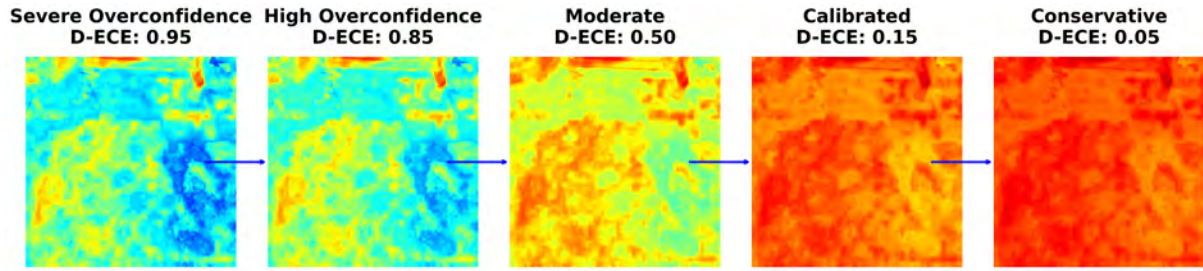 Severe Overconfidence
D-ECE: 0.95
High Overconfidence
D-ECE: 0.85
Moderate
D-ECE: 0.50
Calibrated
D-ECE: 0.15
Conservative
D-ECE: 0.05